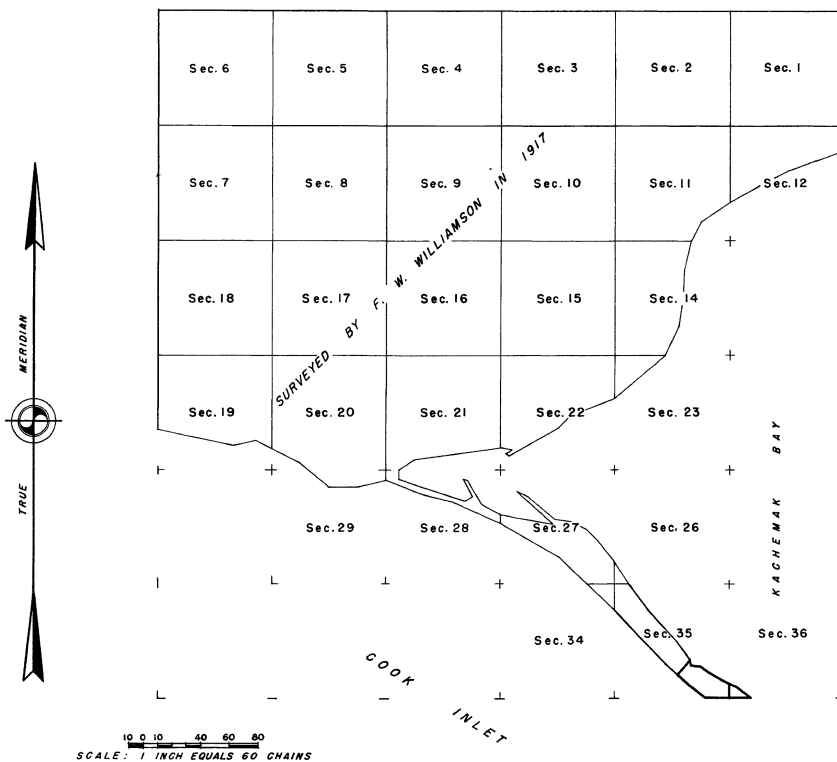 Sec. 6 Sec. 5 Sec. 4 Sec. 3 Sec. 2 Sec. 1
Sec. 7 Sec. 8 Sec. 9 Sec. 10 Sec. 11 Sec. 12
SURVEYED BY F. W. WILLIAMSON IN 1917
Sec. 18 Sec. 17 Sec. 16 Sec. 15 Sec. 14
TRUE MERIDIAN
Sec. 19 Sec. 20 Sec. 21 Sec. 22 Sec. 23
KACHEMAK BAY
Sec. 29 Sec. 28 Sec. 27 Sec. 26
Sec. 34 Sec. 35 Sec. 36
COOK INLET
10 0 10 40 60 80
SCALE: 1 INCH EQUALS 60 CHAINS